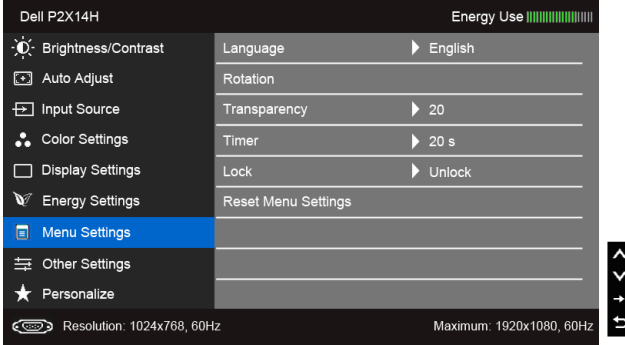 Dell P2X14H Energy Use
Brightness/Contrast Language English
Auto Adjust Rotation
Input Source Transparency 20
Color Settings Timer 20 s
Display Settings Lock Unlock
Energy Settings Reset Menu Settings
Menu Settings
Other Settings
Personalize
Resolution: 1024x768, 60Hz Maximum: 1920x1080, 60Hz